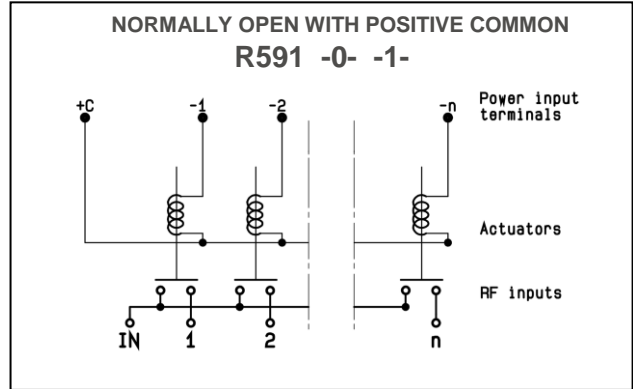 NORMALLY OPEN WITH POSITIVE COMMON
R591 -0- -1-
+C -1 -2 -n Power input
terminals
Actuators
RF inputs
IN 1 2 n